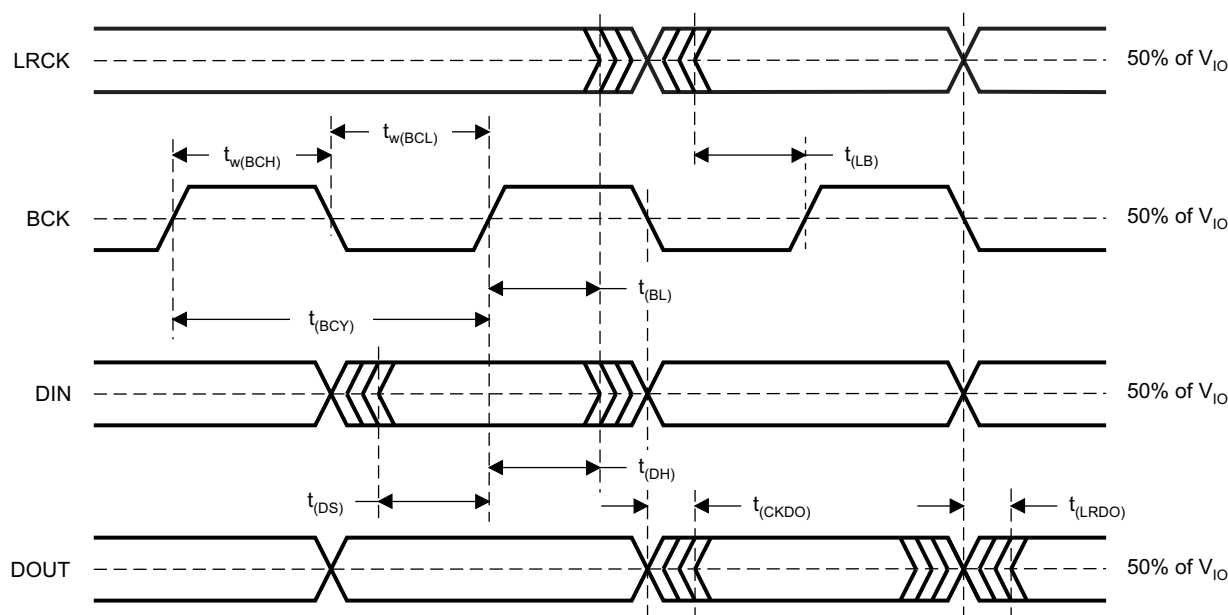 LRCK
50% of V_IO
t_w(BCL)
t_w(BCH)
t_(LB)
BCK
50% of V_IO
t_(BL)
t_(BCY)
DIN
50% of V_IO
t_(DH)
t_(DS)
t_(CKDO)
t_(LRDO)
DOUT
50% of V_IO